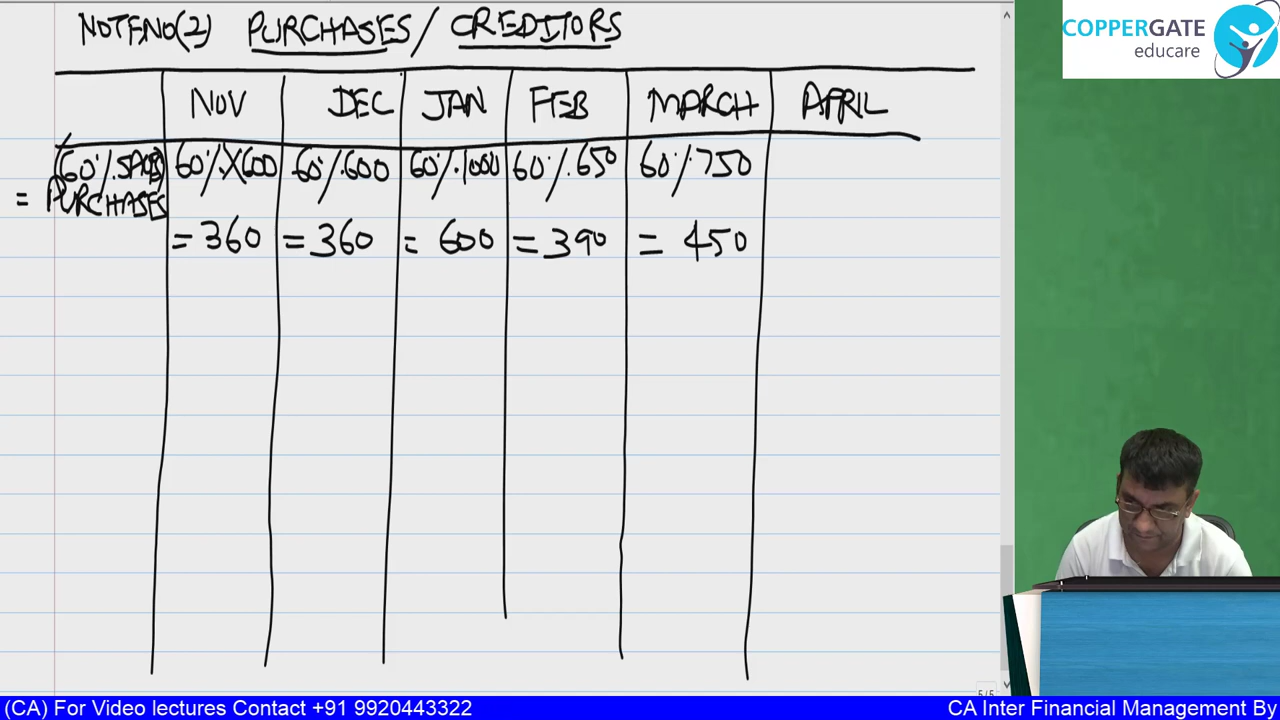 NOTE.NO(2) PURCHASES/ CREDITORS
COPPERGATE
educare
NOV DEC JAN FEB MARCH APRIL
(60%.SALES) 60%X600 60%.600 60%.1000 60%.650 60%.750
= PURCHASES
=360 =360 = 600 = 390 = 450
5/5
(CA) For Video lectures Contact +91 9920443322
CA Inter Financial Management By